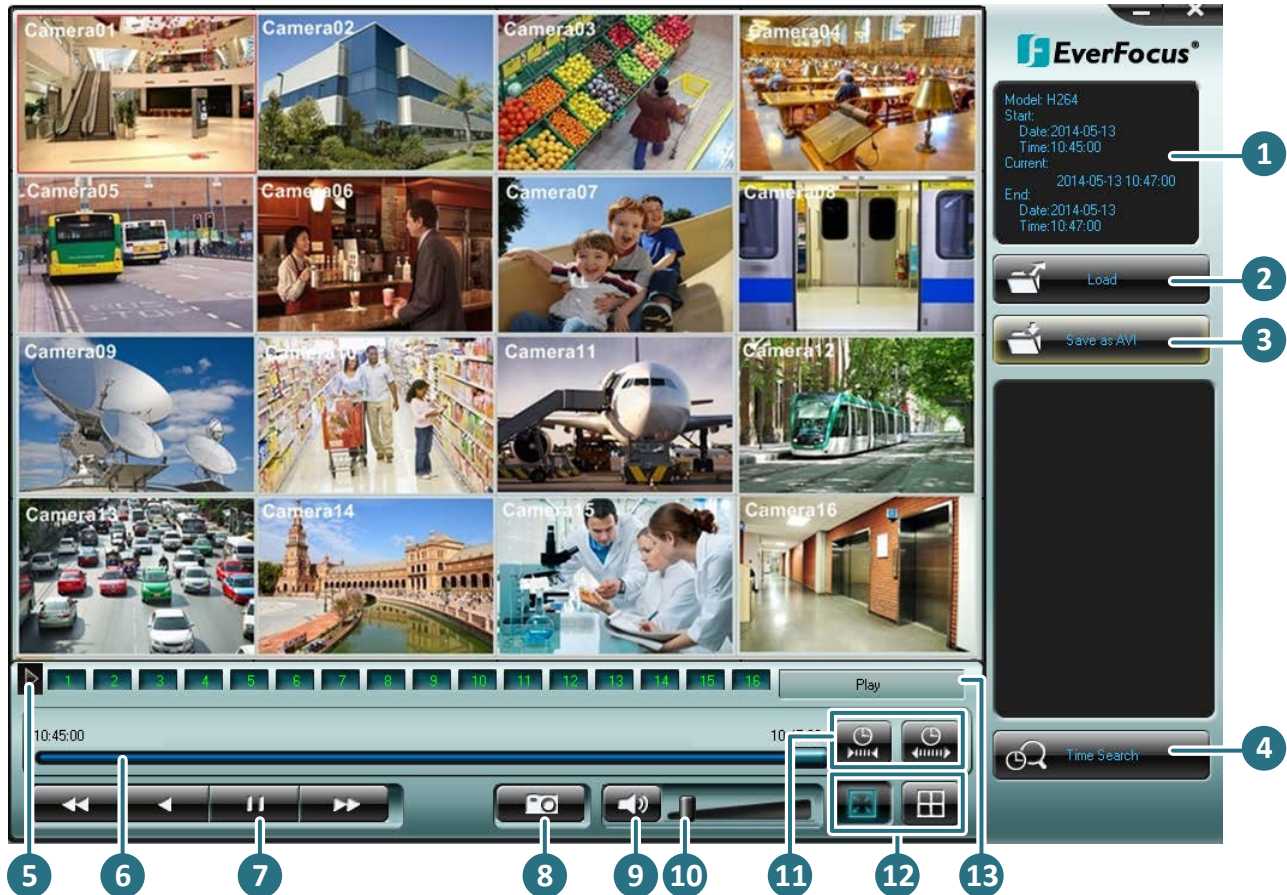 Camera01
Camera02
Camera03
Camera04
EverFocus®
Model: H264
Start:
Date:2014-05-13
Time:10:45:00
Current:
2014-05-13 10:47:00
End:
Date:2014-05-13
Time:10:47:00
1
Camera05
Camera06
Camera07
Camera08
Load
2
Save as AVI
3
Camera09
Camera10
Camera11
Camera12
Camera13
Camera14
Camera15
Camera16
1 2 3 4 5 6 7 8 9 10 11 12 13 14 15 16
Play
10:45:00
11
Time Search
4
5
6
7
8
9
10
11
12
13